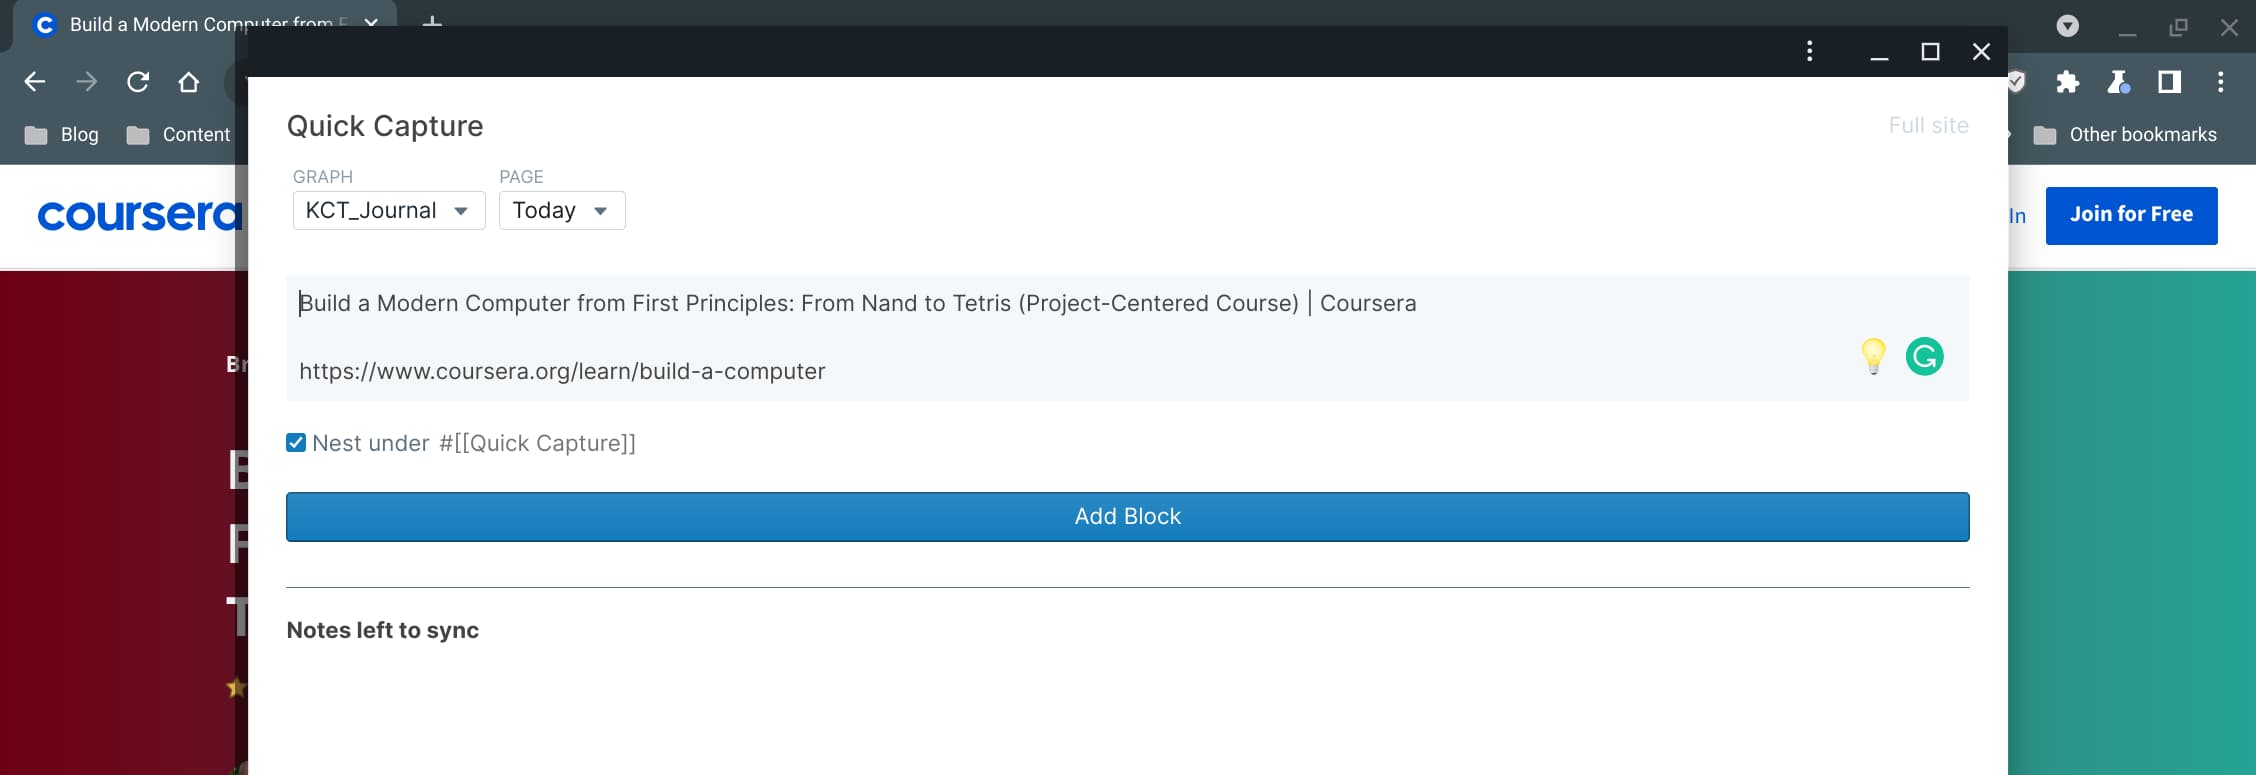 Build a Modern Computer from F
Blog
Content
Other bookmarks
Quick Capture
Full site
GRAPH
PAGE
KCT_Journal
Today
coursera
In
Join for Free
Build a Modern Computer from First Principles: From Nand to Tetris (Project-Centered Course) | Coursera
https://www.coursera.org/learn/build-a-computer
Nest under #[[Quick Capture]]
Add Block
Notes left to sync
Br
B
F
T